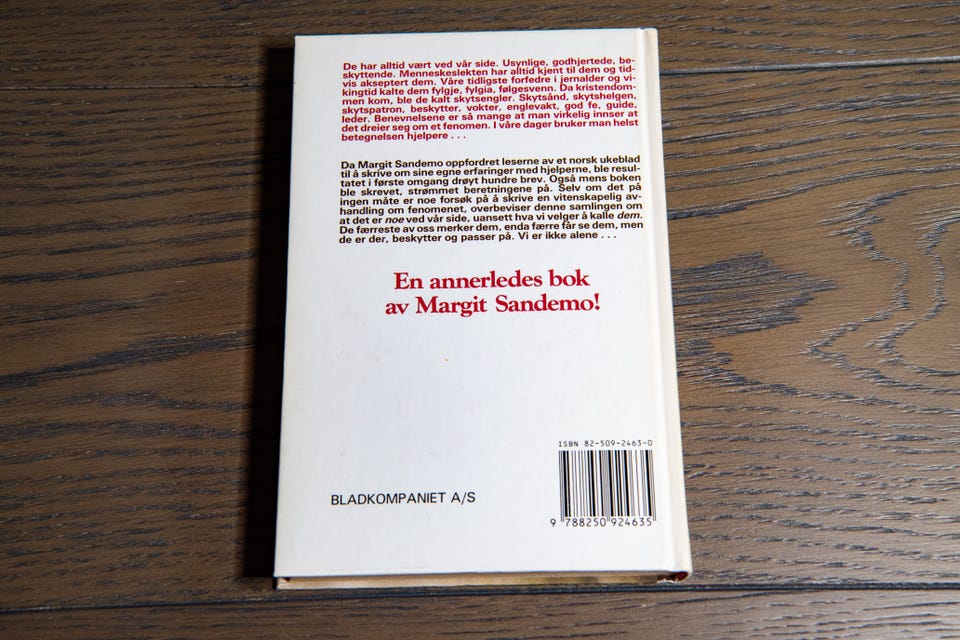 De har alltid vært ved vår side. Usynlige, godhjertede, be-
skyttende. Menneskeslekten har alltid kjent til dem og tid-
vis akseptert dem. Våre tidligste forfedre i jernalder og vi-
kingtid kalte dem fylgje, fylgia, følgesvenn. Da kristendom-
men kom, ble de kalt skytsengler. Skytsånd, skytshelgen,
skytspatron, beskytter, vokter, englevakt, god fe, guide,
leder. Benevnelsene er så mange at man virkelig innser at
det dreier seg om et fenomen. I våre dager bruker man helst
betegnelsen hjelpere . . .
Da Margit Sandemo oppfordret leserne av et norsk ukeblad
til å skrive om sine egne erfaringer med hjelperne, ble resul-
tatet i første omgang drøyt hundre brev. Også mens boken
ble skrevet, strømmet beretningene på. Selv om det på
ingen måte er noe forsøk på å skrive en vitenskapelig av-
handling om fenomenet, overbeviser denne samlingen om
at det er noe ved vår side, uansett hva vi velger å kalle dem.
De færreste av oss merker dem, enda færre får se dem, men
de er der, beskytter og passer på. Vi er ikke alene . . .
En annerledes bok
av Margit Sandemo!
ISBN 82-509-2463-0
BLADKOMPANIET A/S
9 788250 924635